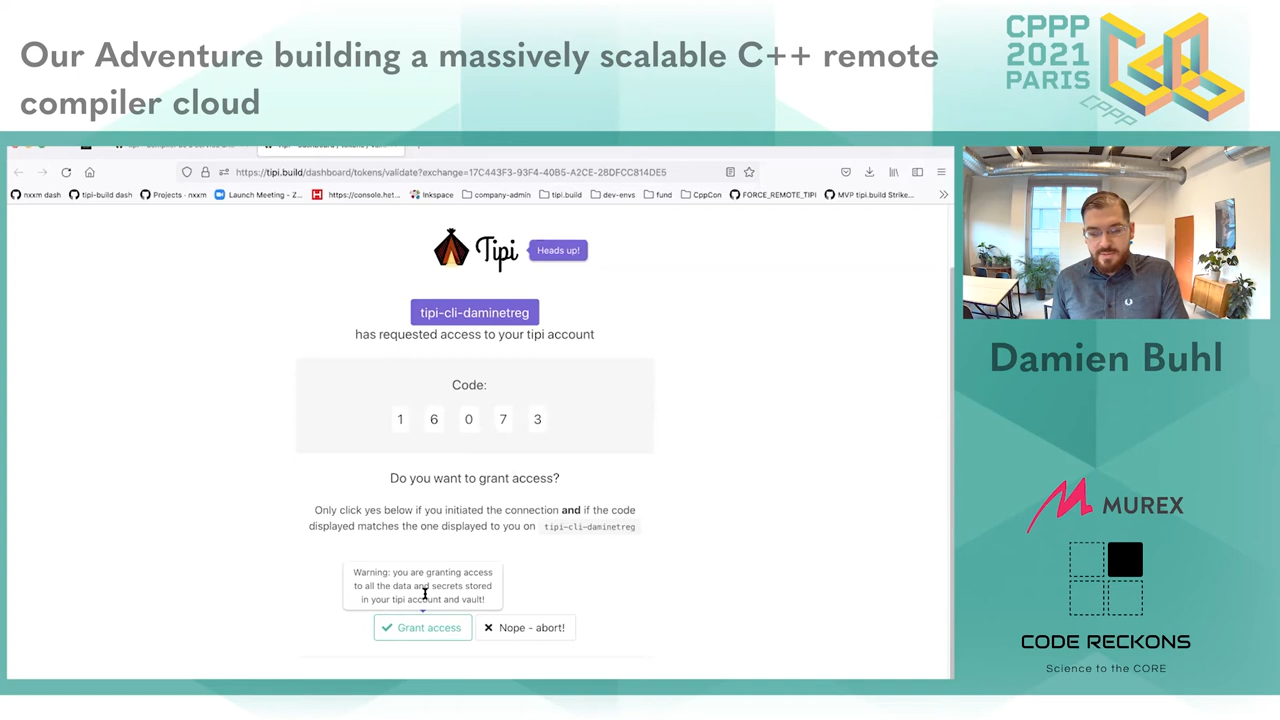 Our Adventure building a massively scalable C++ remote
compiler cloud
CPPP
2021
PARIS
CPPP
https://tipi.build/dashboard/tokens/validate?exchange=17C443F3-93F4-40B5-A2CE-28DFCC814DE5
nxxm dash
tipi-build dash
Projects - nxxm
Launch Meeting - Z...
https://console.het...
Inkspace
company-admin
tipi.build
dev-envs
fund
CppCon
FORCE_REMOTE_TIPI
MVP tipi.build Strike...
Tipi
Heads up!
tipi-cli-daminetreg
has requested access to your tipi account
Code:
1 6 0 7 3
Do you want to grant access?
Only click yes below if you initiated the connection and if the code
displayed matches the one displayed to you on tipi-cli-daminetreg
Warning: you are granting access
to all the data and secrets stored
in your tipi account and vault!
Grant access
Nope - abort!
Damien Buhl
MUREX
CODE RECKONS
Science to the CORE